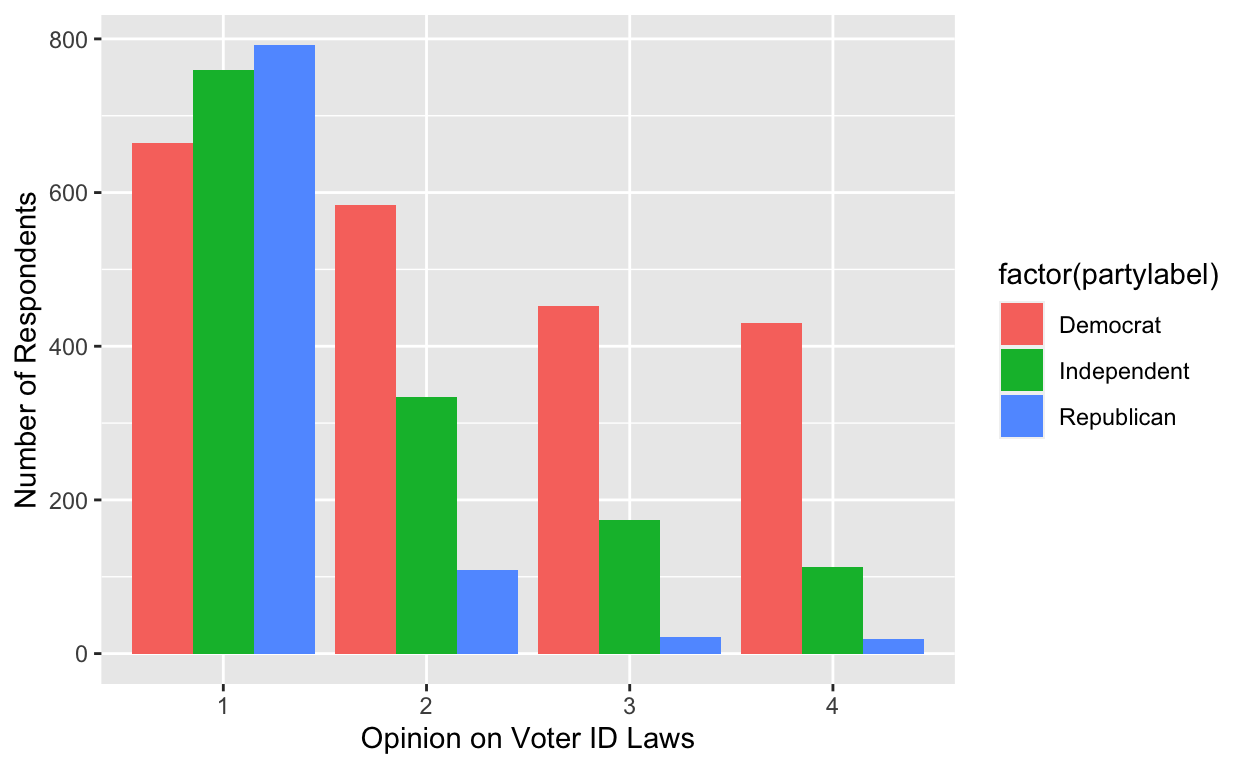 800
600
400
200
0
Number of Respondents
1 2 3 4
Opinion on Voter ID Laws
factor(partylabel)
Democrat
Independent
Republican